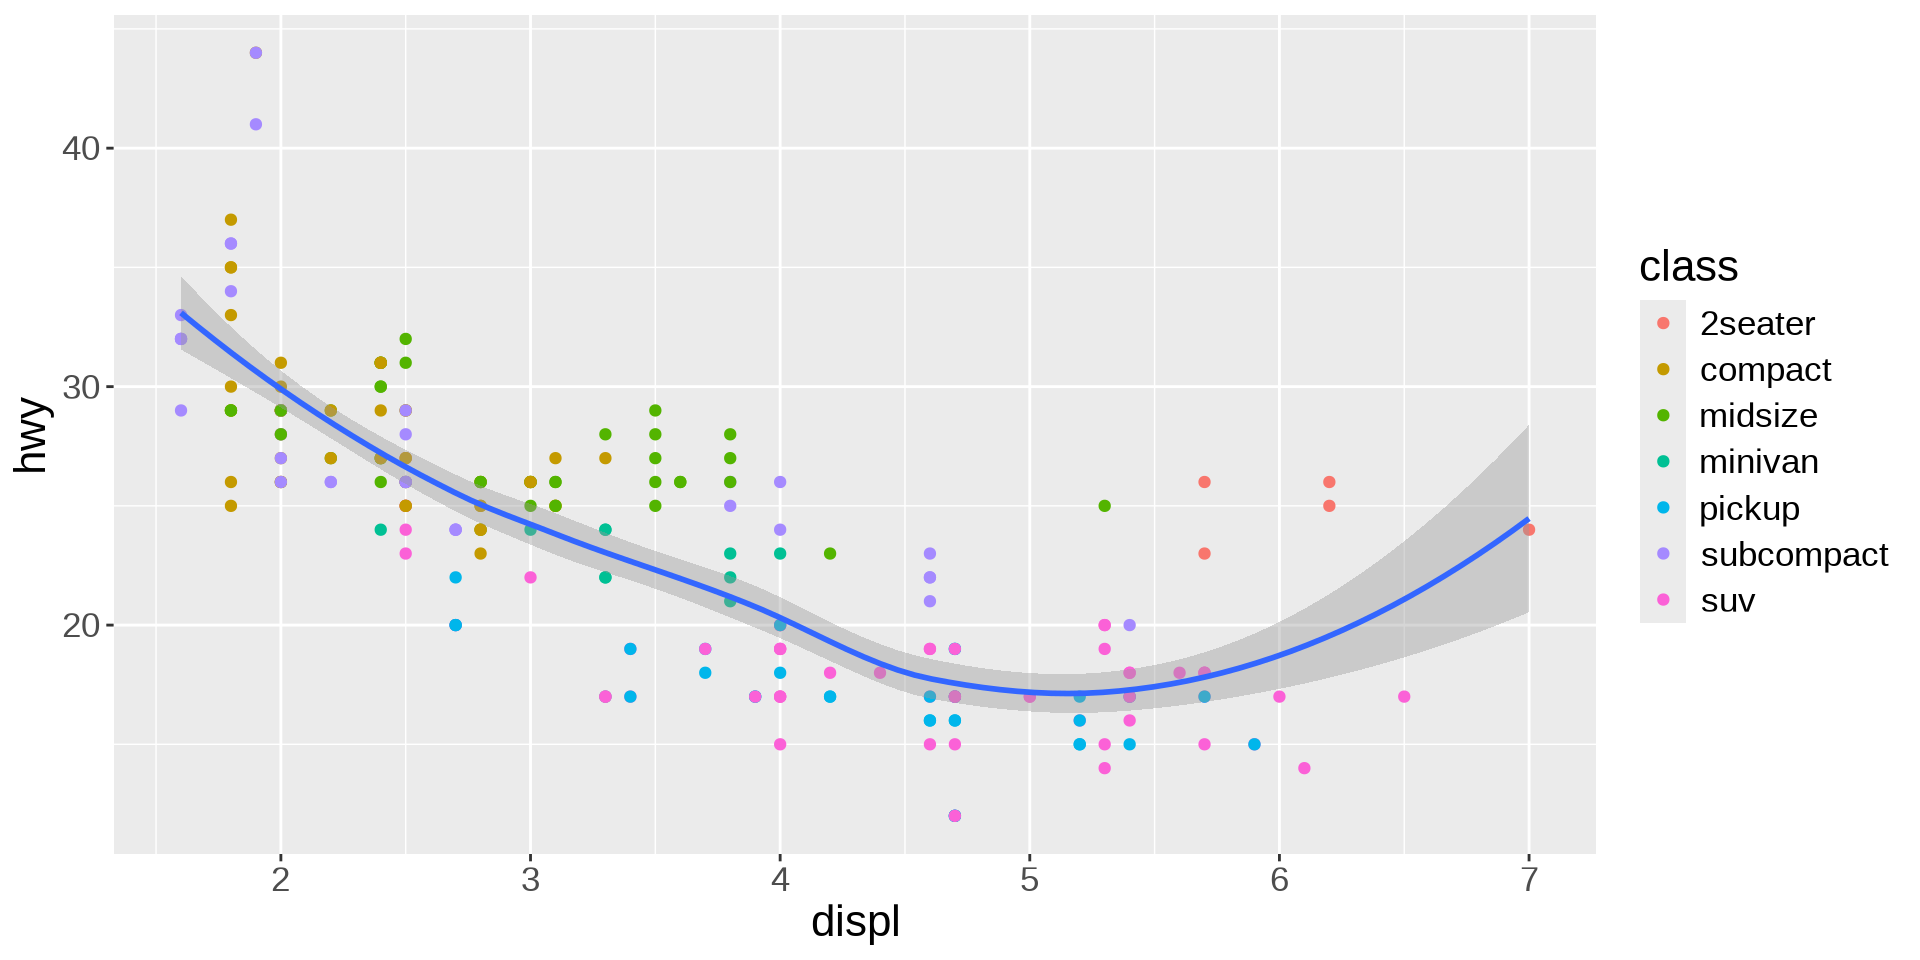 hwy
40
30
20
2 3 4 5 6 7
displ
class
2seater
compact
midsize
minivan
pickup
subcompact
suv